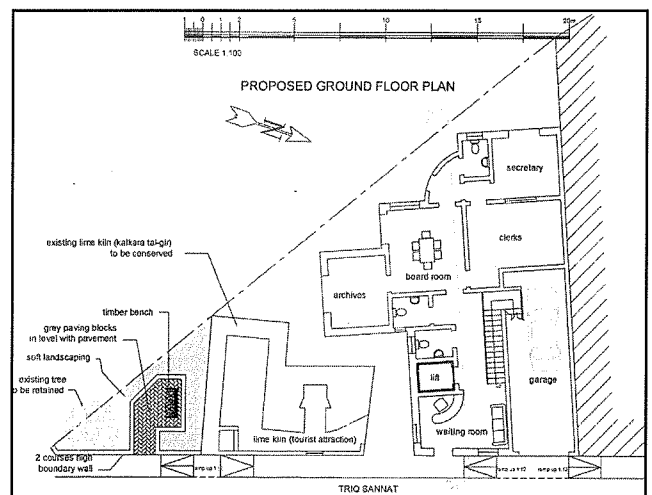 0 1 2 5 10 15 20m
SCALE 1:100
PROPOSED GROUND FLOOR PLAN
secretary
clerks
existing lime kiln (kalkara tal-gir)
to be conserved
board room
archives
timber bench
grey paving blocks
in level with pavement
soft landscaping
existing tree
to be retained
lift
garage
waiting room
lime kiln (tourist attraction)
2 courses high
boundary wall
TRIQ SANNAT